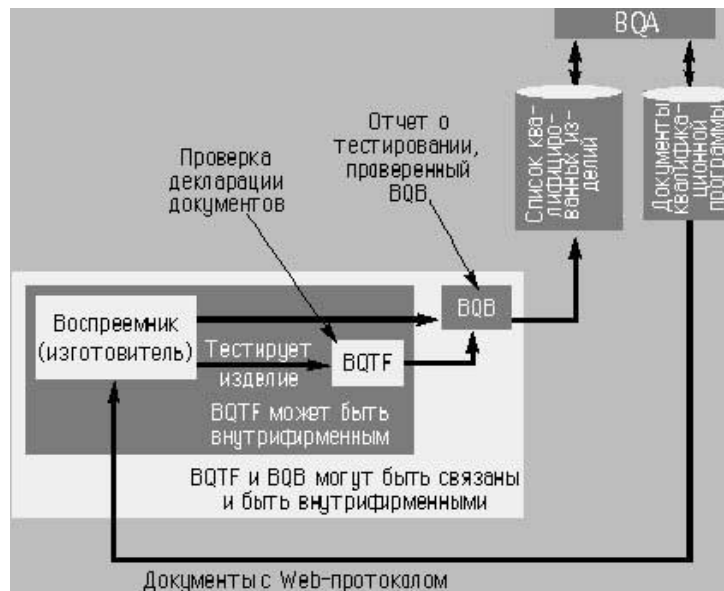 BQA
Список ква-
лифициро-
ванных из-
делий
Документы
квалифика-
ционной
программы
Отчет о
тестировании,
проверенный
BQB
Проверка
декларации
документов
Воспреемник
(изготовитель)
Тестирует
изделие
BQTF
BQB
BQTF может быть
внутрифирменным
BQTF и BQB могут быть связаны
и быть внутрифирменными
Документы с Web-протоколом